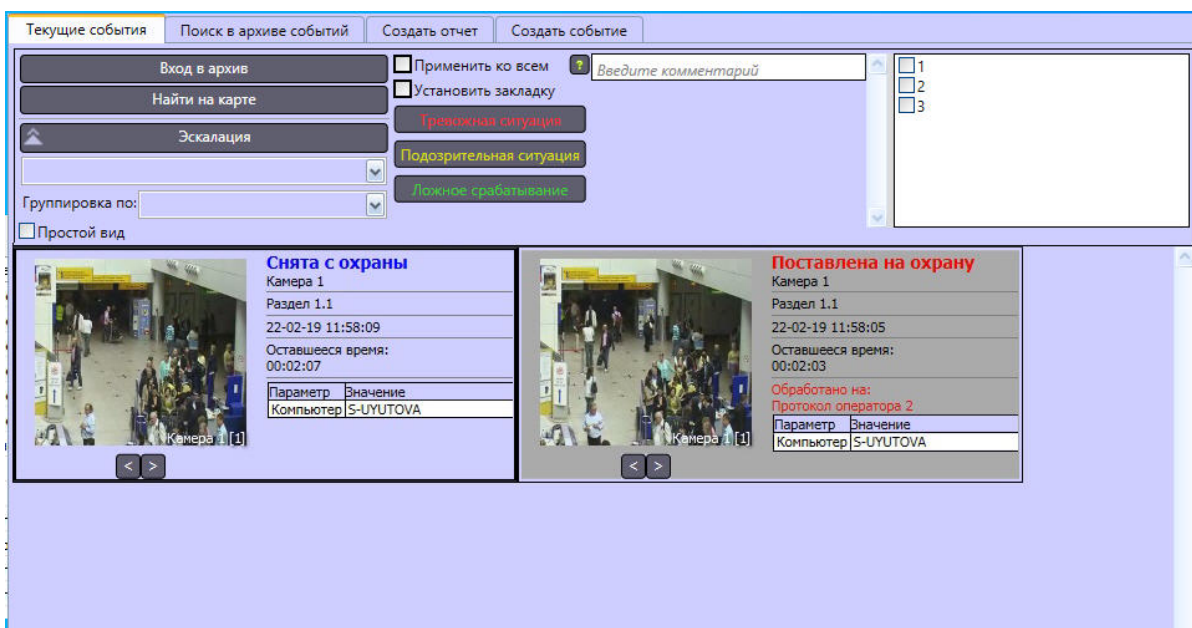 Текущие события
Поиск в архиве событий
Создать отчет
Создать событие
Вход в архив
Найти на карте
Эскалация
Группировка по:
Простой вид
Применить ко всем
?
Установить закладку
Тревожная ситуация
Подозрительная ситуация
Ложное срабатывание
Введите комментарий
1
2
3
Снята с охраны
Камера 1
Раздел 1.1
22-02-19 11:58:09
Оставшееся время:
00:02:07
Параметр Значение
Компьютер S-UYUTOVA
Камера 1 [1]
< >
Поставлена на охрану
Камера 1
Раздел 1.1
22-02-19 11:58:05
Оставшееся время:
00:02:03
Обработано на:
Протокол оператора 2
Параметр Значение
Компьютер S-UYUTOVA
Камера 1 [1]
< >